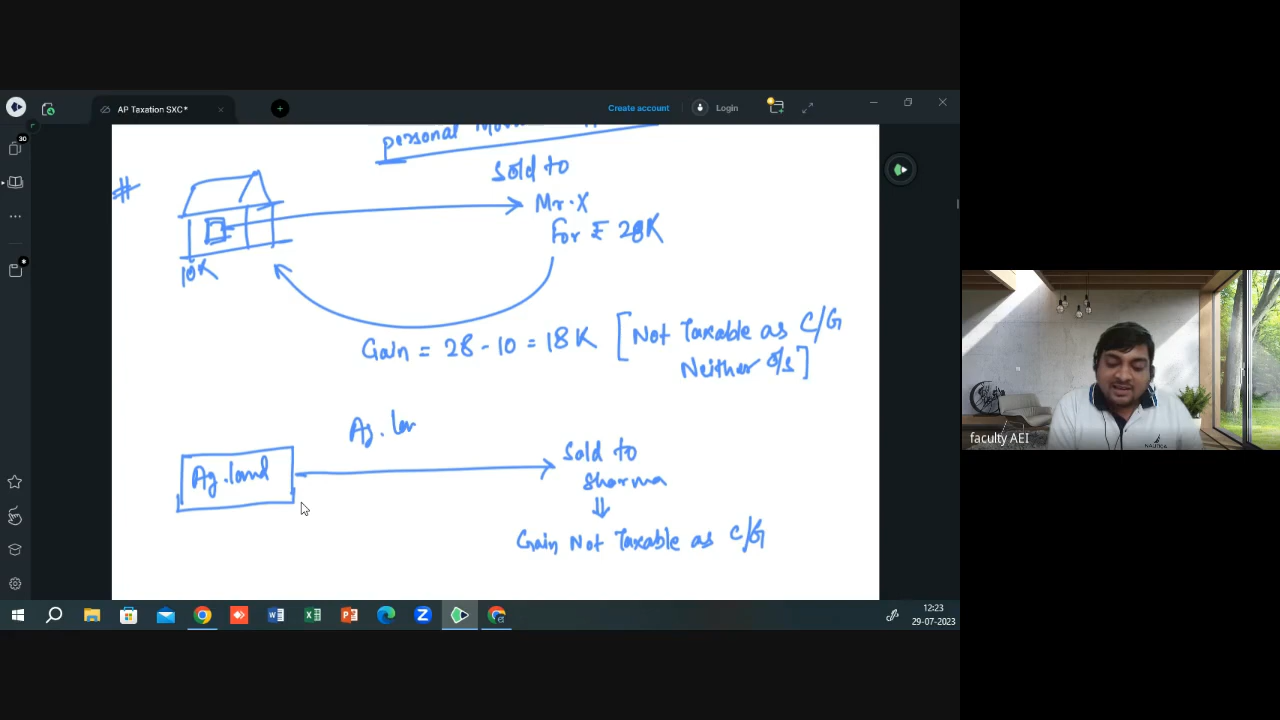 AP Taxation SXC*
Create account
Login
30
personal
#
Sold to
Mr. X
For ₹ 28K
10K
Gain = 28 - 10 = 18K [Not Taxable as C/G
Neither o/s]
Ag. lan
Ag. land
Sold to
Sharma
Gain Not Taxable as C/G
faculty AEI
NAUTICA
12:23
29-07-2023